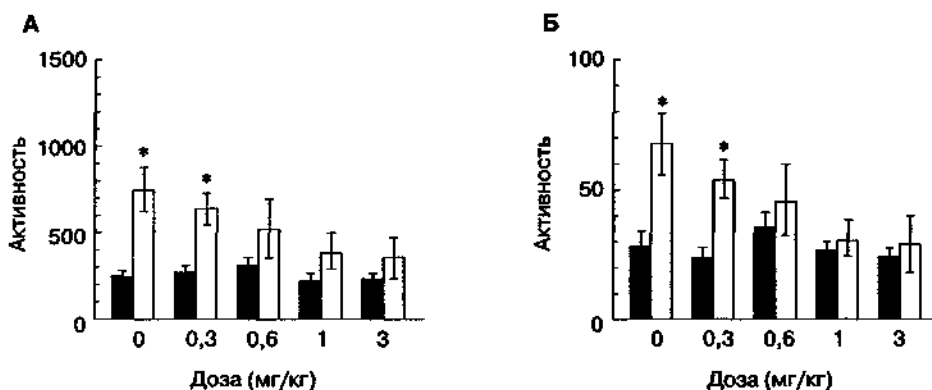 А
Активность
1500
1000
500
0
*
*
0 0,3 0,6 1 3
Доза (мг/кг)
Б
Активность
100
50
0
*
*
0 0,3 0,6 1 3
Доза (мг/кг)